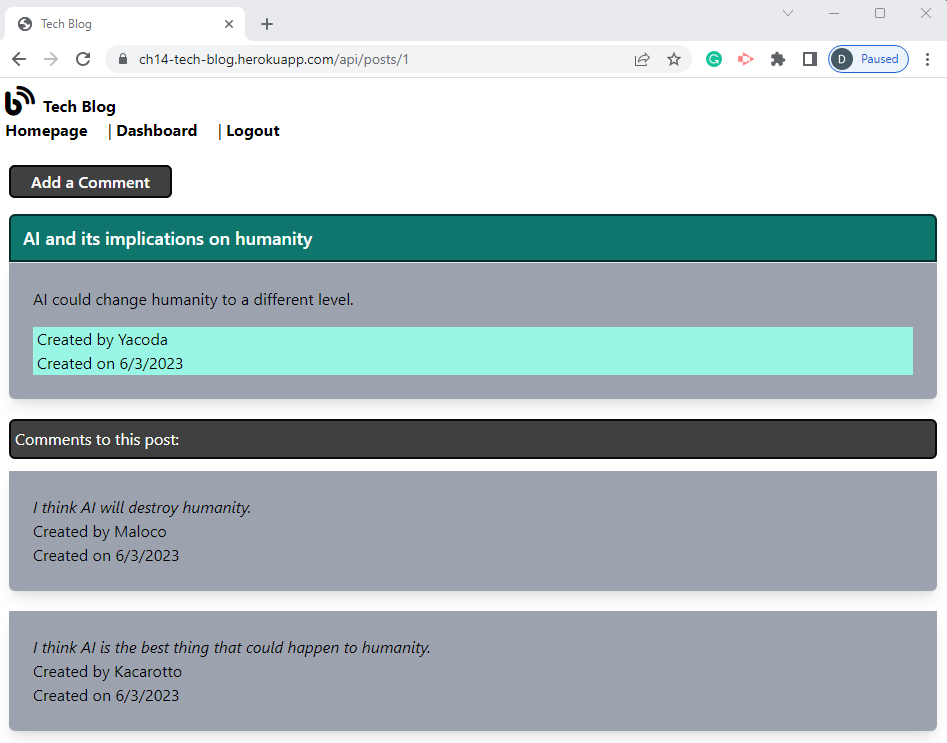 Tech Blog
ch14-tech-blog.herokuapp.com/api/posts/1
D Paused
Tech Blog
Homepage | Dashboard | Logout
Add a Comment
AI and its implications on humanity
AI could change humanity to a different level.
Created by Yacoda
Created on 6/3/2023
Comments to this post:
I think AI will destroy humanity.
Created by Maloco
Created on 6/3/2023
I think AI is the best thing that could happen to humanity.
Created by Kacarotto
Created on 6/3/2023